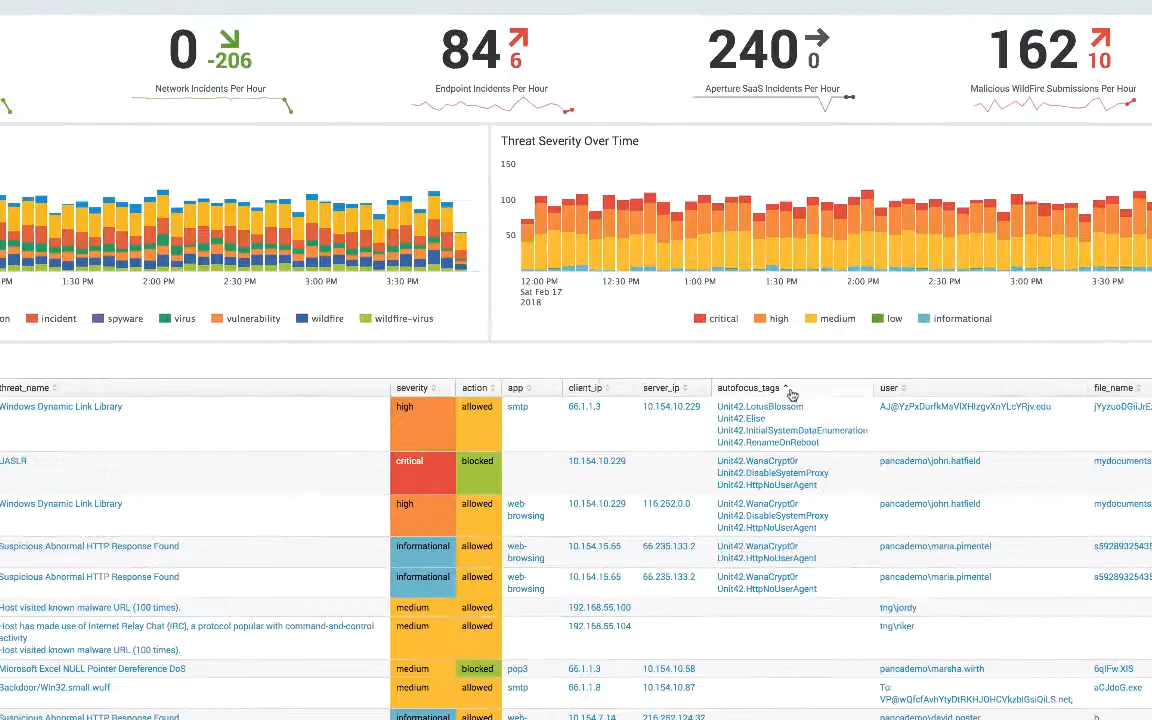 0 -206
Network Incidents Per Hour
84 6
Endpoint Incidents Per Hour
240 0
Aperture SaaS Incidents Per Hour
162 10
Malicious WildFire Submissions Per Hour
Threat Severity Over Time
150
100
50
PM 1:30 PM 2:00 PM 2:30 PM 3:00 PM 3:30 PM
12:00 PM 12:30 PM 1:00 PM 1:30 PM 2:00 PM 2:30 PM 3:00 PM 3:30 PM
Sat Feb 17
2018
on incident spyware virus vulnerability wildfire wildfire-virus
critical high medium low informational
threat_name severity action app client_ip server_ip autofocus_tags user file_name
Windows Dynamic Link Library high allowed smtp 66.1.1.3 10.154.10.229 Unit42.LotusBlossom
Unit42.Elise
Unit42.InitialSystemDataEnumeration
Unit42.RenameOnReboot
JASLR critical blocked 10.154.10.229 Unit42.WanaCrypt0r pancademo\john.hatfield mydocuments
Unit42.DisableSystemProxy
Unit42.HttpNoUserAgent
Windows Dynamic Link Library high allowed web-browsing 10.154.10.229 116.252.0.0 Unit42.WanaCrypt0r pancademo\john.hatfield mydocuments
Unit42.DisableSystemProxy
Unit42.HttpNoUserAgent
Suspicious Abnormal HTTP Response Found informational allowed web-browsing 10.154.15.65 66.235.133.2 Unit42.WanaCrypt0r pancademo\maria.pimentel s59289325435
Unit42.HttpNoUserAgent
Suspicious Abnormal HTTP Response Found informational allowed web-browsing 10.154.15.65 66.235.133.2 Unit42.WanaCrypt0r pancademo\maria.pimentel s59289325435
Unit42.HttpNoUserAgent
Host visited known malware URL (100 times). medium allowed 192.168.55.100 tng\jordy
Host has made use of Internet Relay Chat (IRC), a protocol popular with command-and-control medium allowed 192.168.55.104 tng\riker
activity
Host visited known malware URL (100 times).
Microsoft Excel NULL Pointer Dereference DoS medium blocked pop3 66.1.1.3 10.154.10.58 pancademo\marsha.wirth 6qlFw.XlS
Backdoor/Win32.small.wuff medium allowed smtp 66.1.1.8 10.154.10.87 To: aCJdoG.exe
Suspicious Abnormal HTTP Response Found informational allowed web- 10.154.7.14 216.252.124.32 pancademo\david.poster b